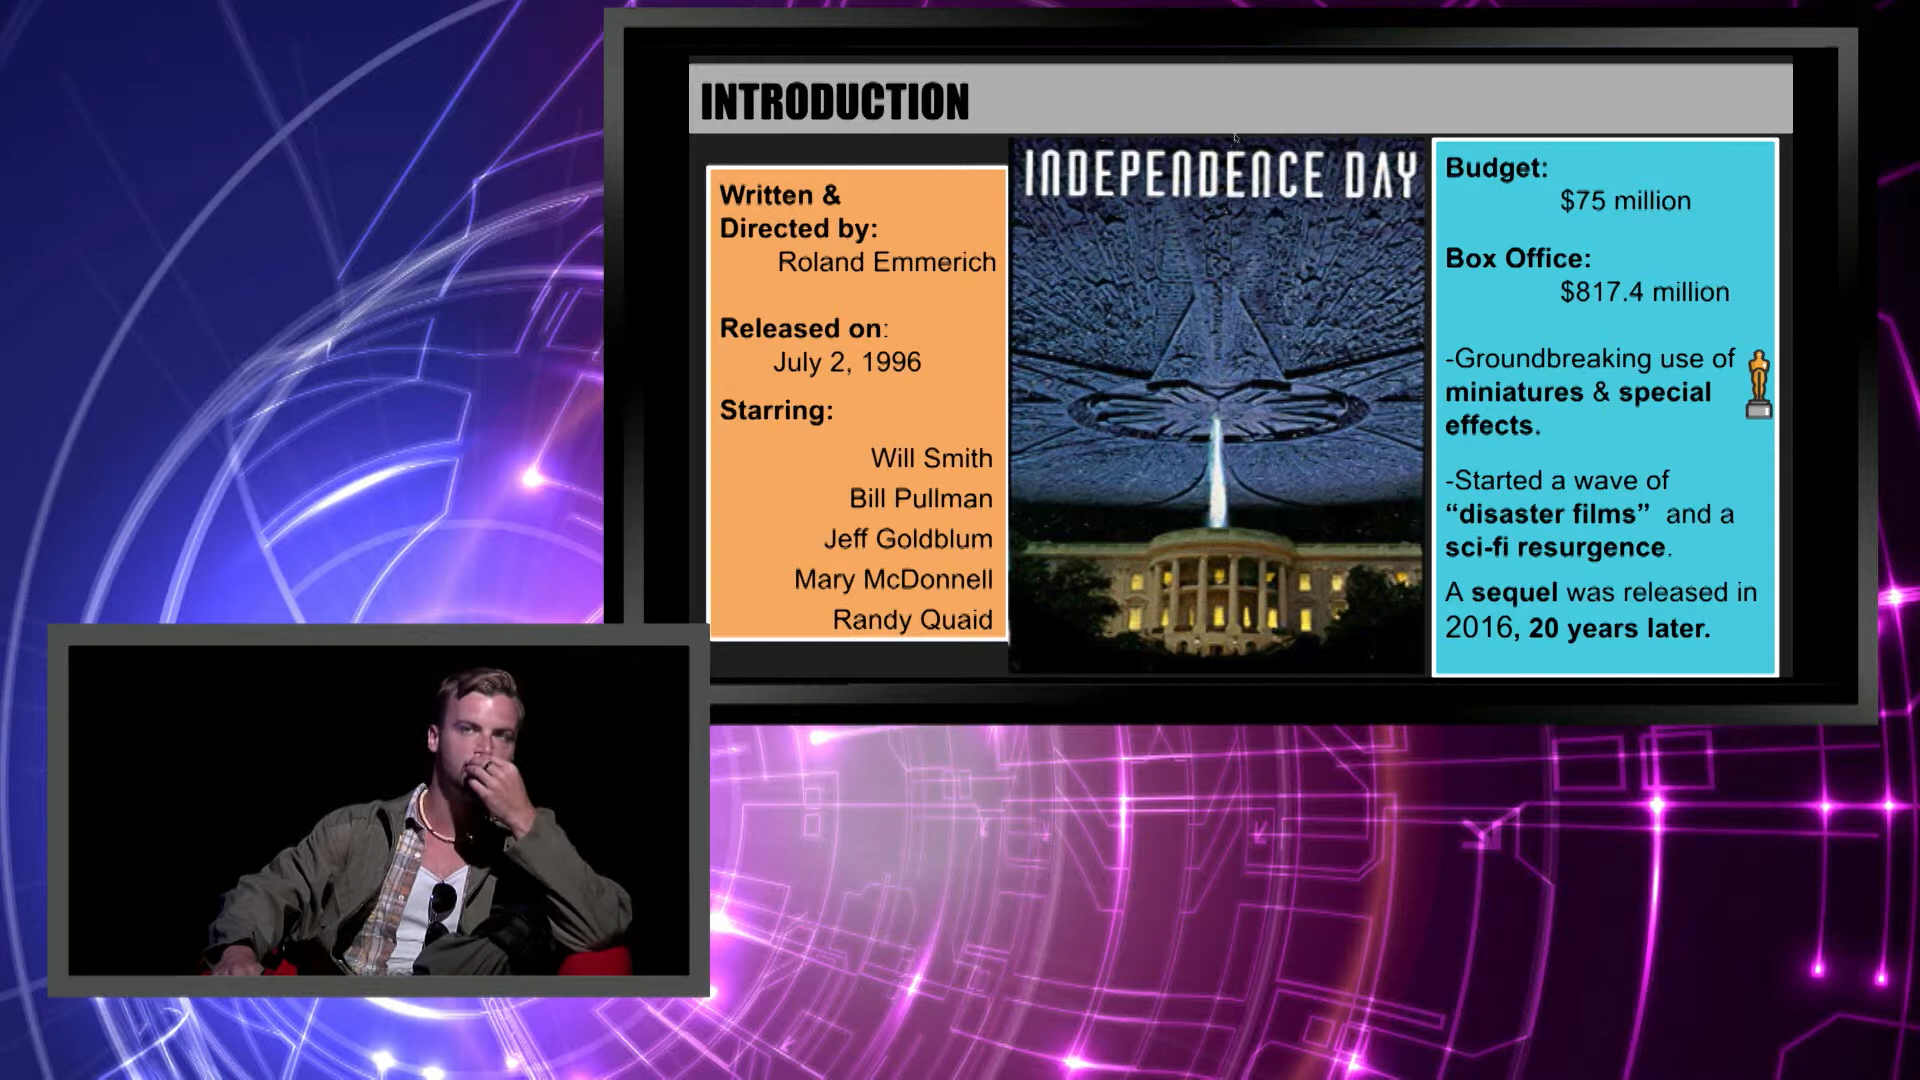 INTRODUCTION
Written &
Directed by:
Roland Emmerich
Released on:
July 2, 1996
Starring:
Will Smith
Bill Pullman
Jeff Goldblum
Mary McDonnell
Randy Quaid
INDEPENDENCE DAY
Budget:
$75 million
Box Office:
$817.4 million
-Groundbreaking use of
miniatures & special
effects.
-Started a wave of
“disaster films” and a
sci-fi resurgence.
A sequel was released in
2016, 20 years later.